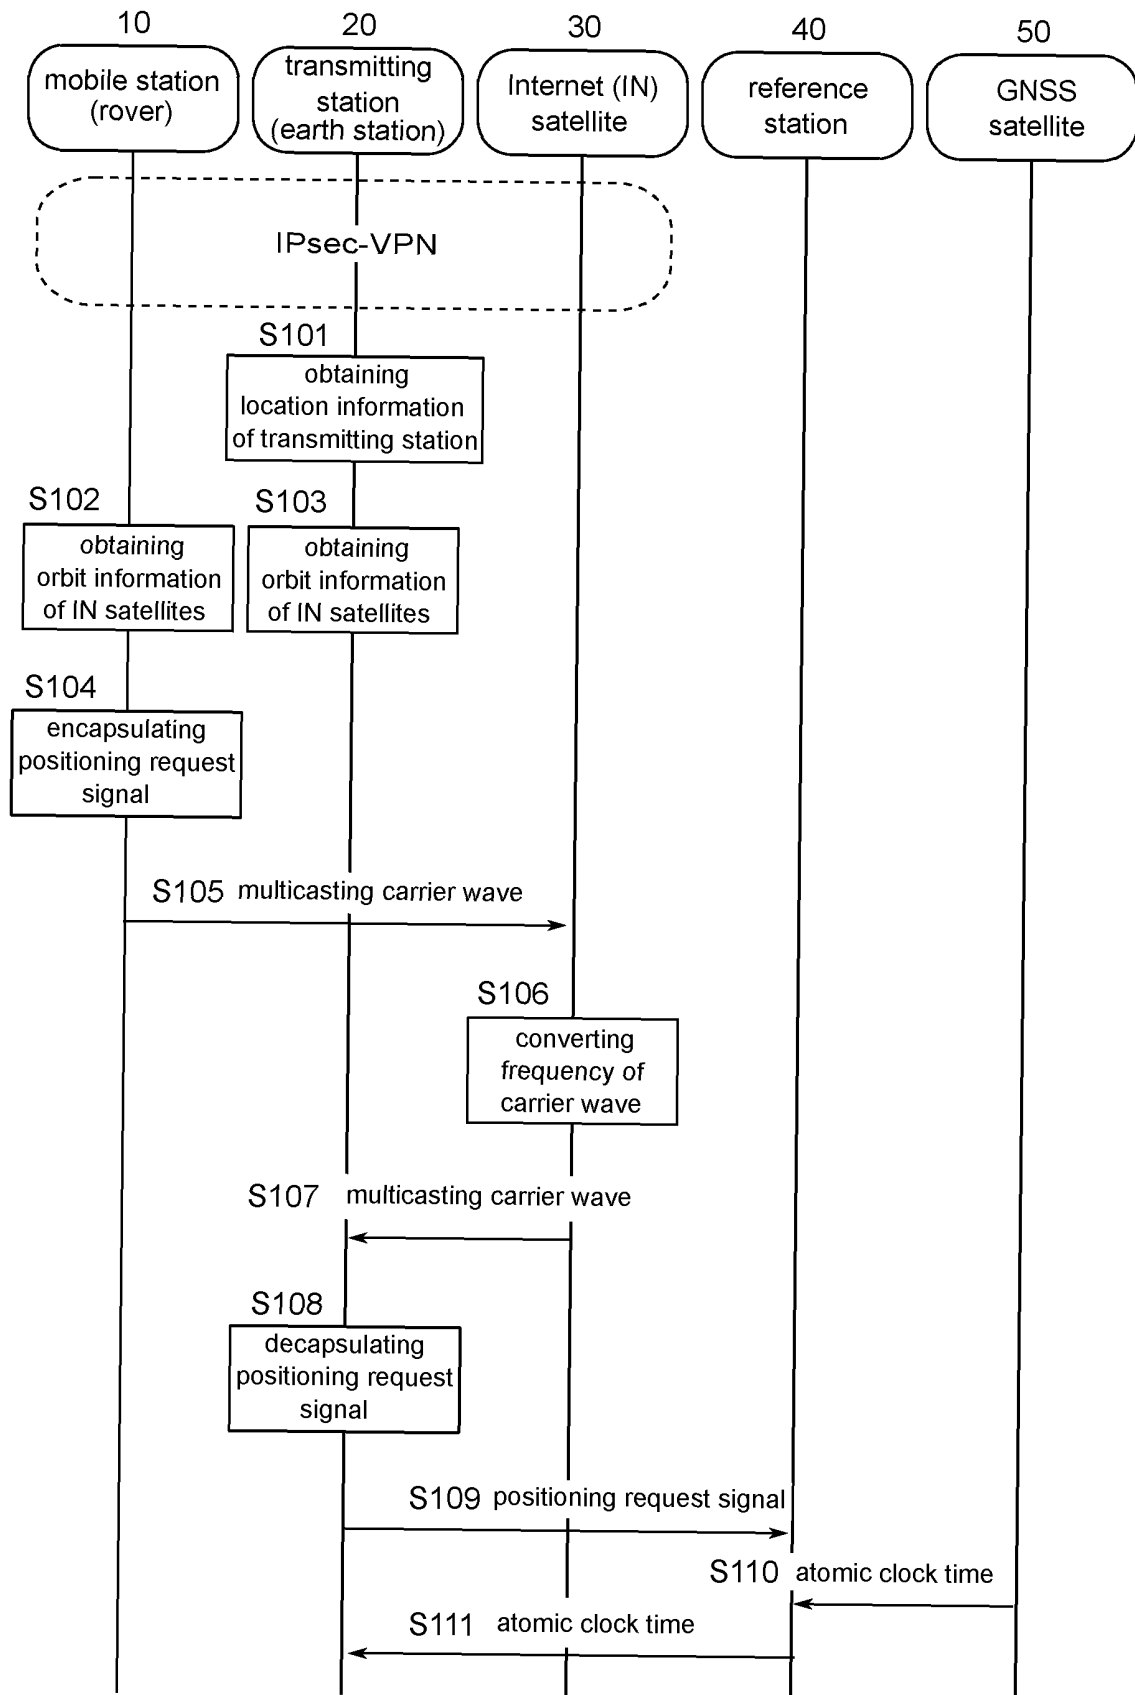 10
20
30
40
50
mobile station
(rover)
transmitting
station
(earth station)
Internet (IN)
satellite
reference
station
GNSS
satellite
IPsec-VPN
S101
obtaining
location information
of transmitting station
S102
obtaining
orbit information
of IN satellites
S103
obtaining
orbit information
of IN satellites
S104
encapsulating
positioning request
signal
S105 multicasting carrier wave
S106
converting
frequency of
carrier wave
S107 multicasting carrier wave
S108
decapsulating
positioning request
signal
S109 positioning request signal
S110 atomic clock time
S111 atomic clock time